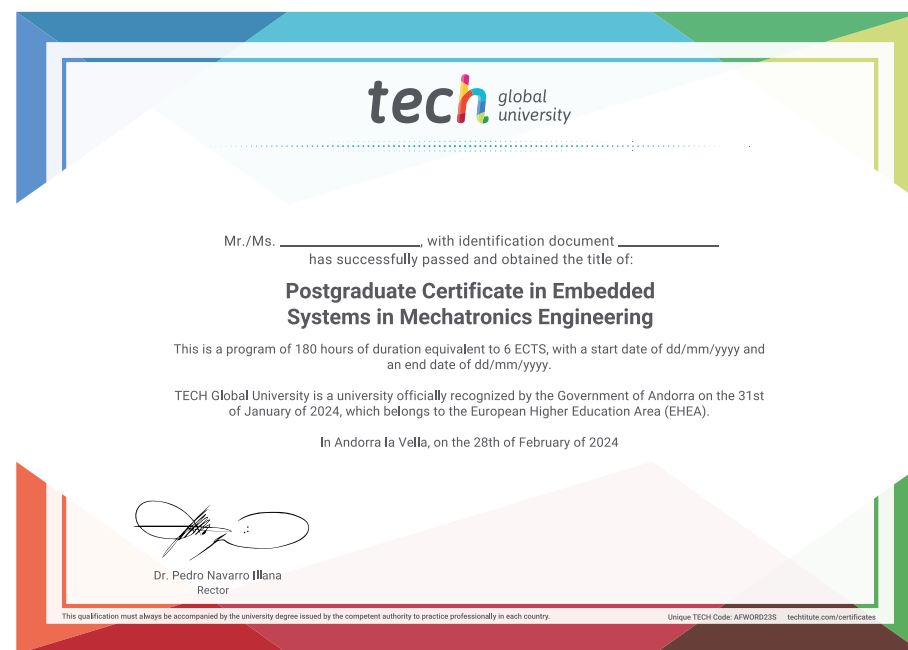 tech global
university
Mr./Ms. ____________, with identification document ____________
has successfully passed and obtained the title of:
Postgraduate Certificate in Embedded
Systems in Mechatronics Engineering
This is a program of 180 hours of duration equivalent to 6 ECTS, with a start date of dd/mm/yyyy and
an end date of dd/mm/yyyy.
TECH Global University is a university officially recognized by the Government of Andorra on the 31st
of January of 2024, which belongs to the European Higher Education Area (EHEA).
In Andorra la Vella, on the 28th of February of 2024
Dr. Pedro Navarro Illana
Rector
This qualification must always be accompanied by the university degree issued by the competent authority to practice professionally in each country.
Unique TECH Code: AFWORD23S techtitute.com/certificates